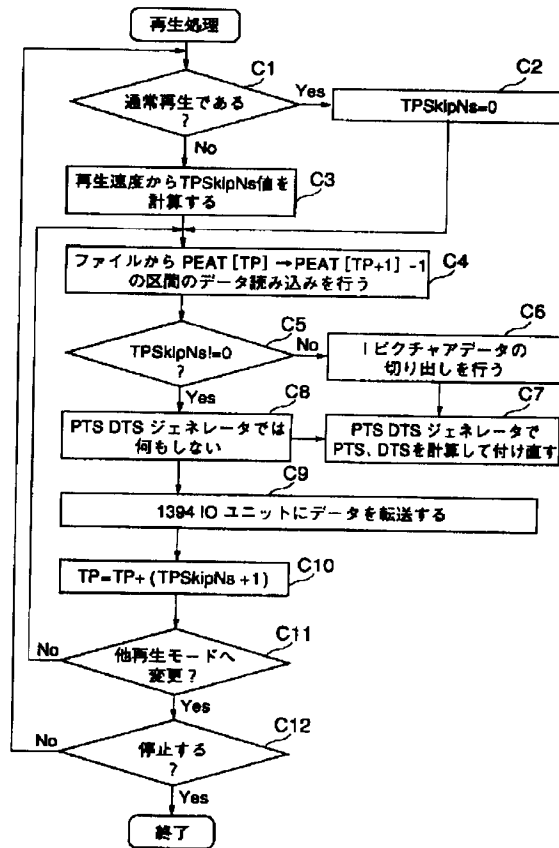 再生処理
C1
通常再生である
?
Yes
No
C2
TPSkipNs=0
C3
再生速度からTPSkipNs値を
計算する
C4
ファイルから PEAT [TP] →PEAT [TP+1] -1
の区間のデータ読み込みを行う
C5
TPSkipNs!=0
?
No
Yes
C6
Iピクチャアデータの
切り出しを行う
C7
PTS DTS ジェネレータで
PTS、DTSを計算して付け直す
C8
PTS DTS ジェネレータでは
何もしない
C9
1394 IO ユニットにデータを転送する
C10
TP=TP+ (TPSkipNs +1)
C11
他再生モードへ
変更?
No
Yes
C12
停止する
?
No
Yes
終了